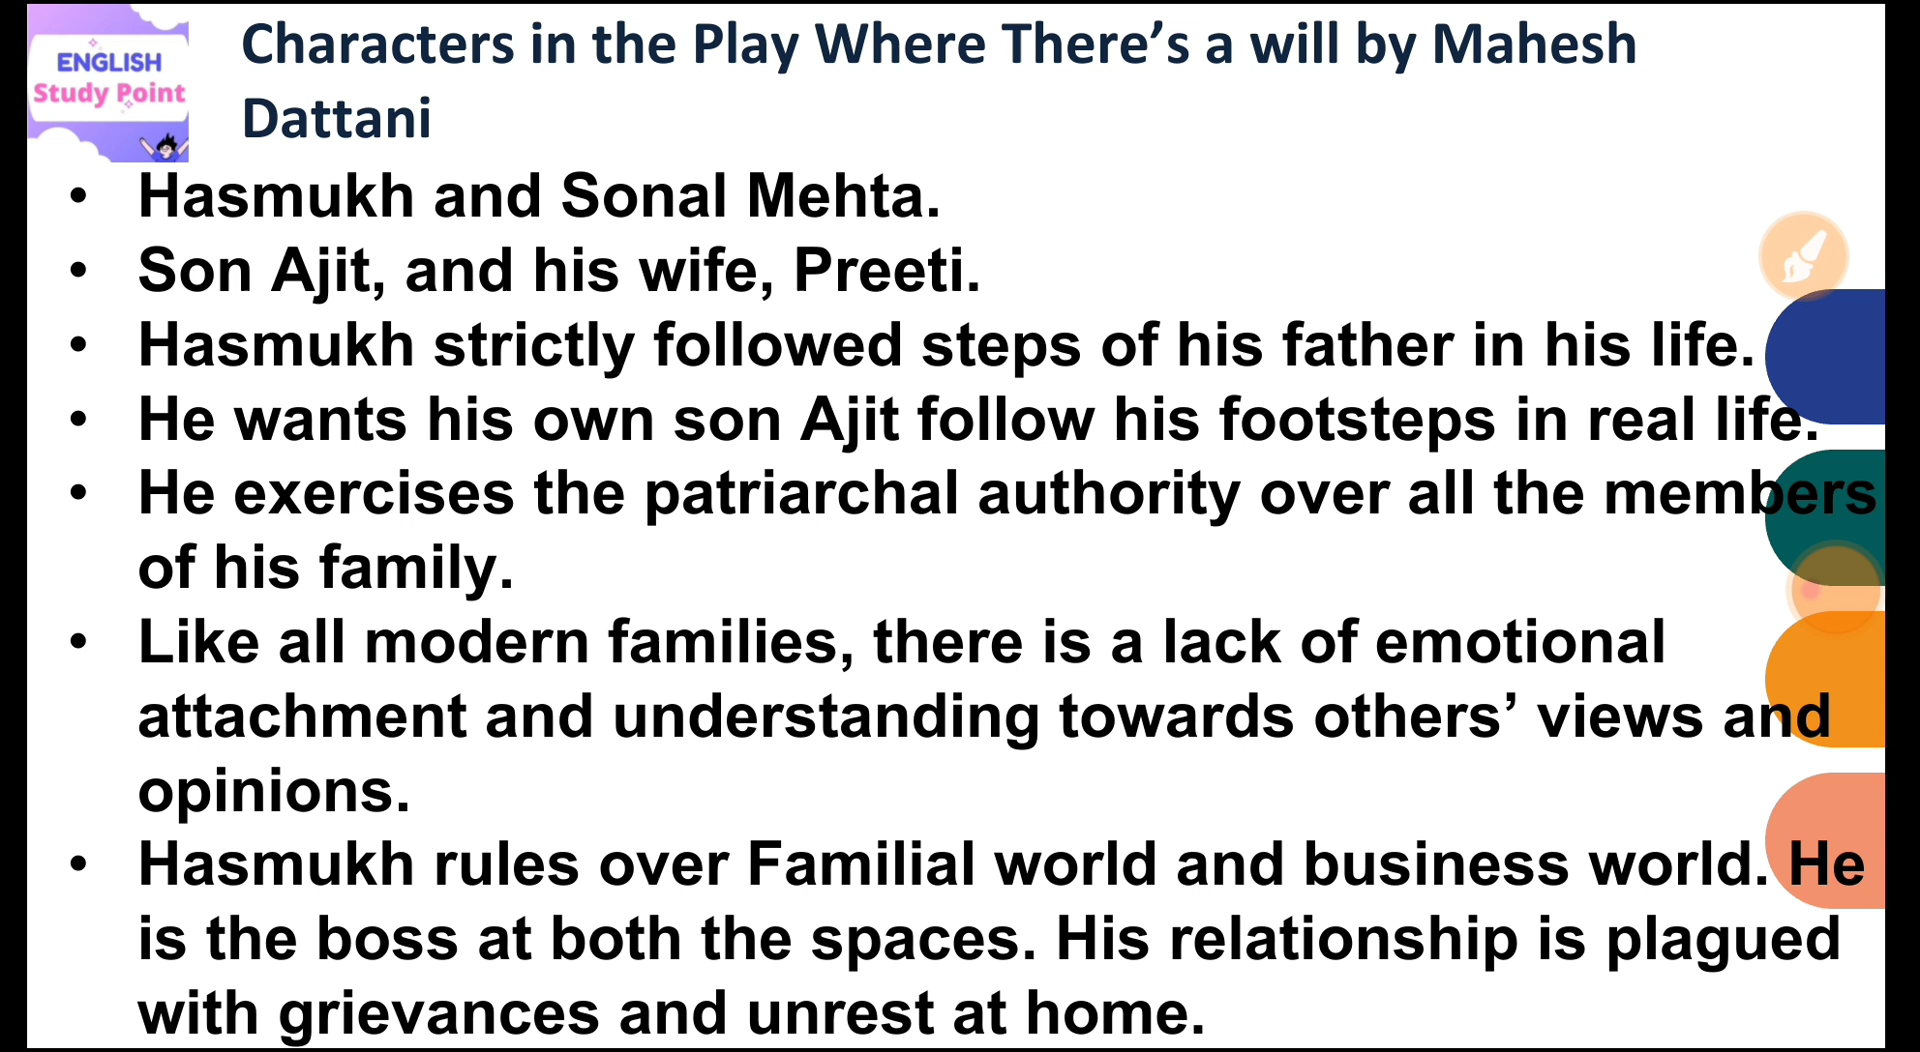 ENGLISH
Study Point
Characters in the Play Where There’s a will by Mahesh
Dattani
• Hasmukh and Sonal Mehta.
• Son Ajit, and his wife, Preeti.
• Hasmukh strictly followed steps of his father in his life.
• He wants his own son Ajit follow his footsteps in real life.
• He exercises the patriarchal authority over all the members
of his family.
• Like all modern families, there is a lack of emotional
attachment and understanding towards others’ views and
opinions.
• Hasmukh rules over Familial world and business world. He
is the boss at both the spaces. His relationship is plagued
with grievances and unrest at home.